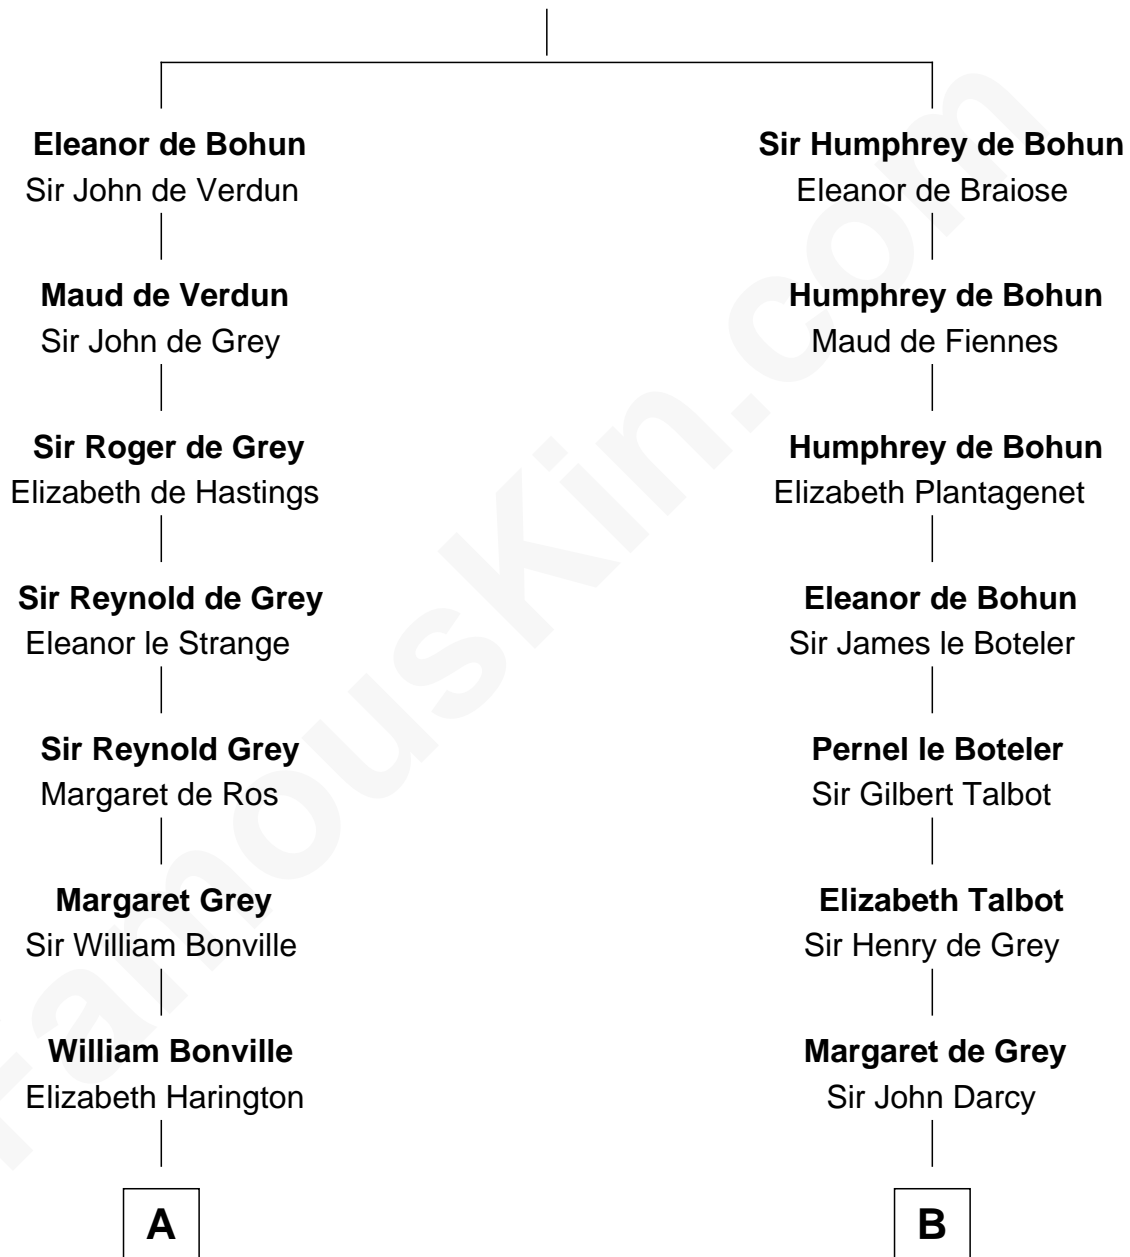 Eleanor de Bohun
Sir John de Verdun
Maud de Verdun
Sir John de Grey
Sir Roger de Grey
Elizabeth de Hastings
Sir Reynold de Grey
Eleanor le Strange
Sir Reynold Grey
Margaret de Ros
Margaret Grey
Sir William Bonville
William Bonville
Elizabeth Harington
A
Sir Humphrey de Bohun
Eleanor de Braiose
Humphrey de Bohun
Maud de Fiennes
Humphrey de Bohun
Elizabeth Plantagenet
Eleanor de Bohun
Sir James le Boteler
Pernel le Boteler
Sir Gilbert Talbot
Elizabeth Talbot
Sir Henry de Grey
Margaret de Grey
Sir John Darcy
B
FamousKin.com